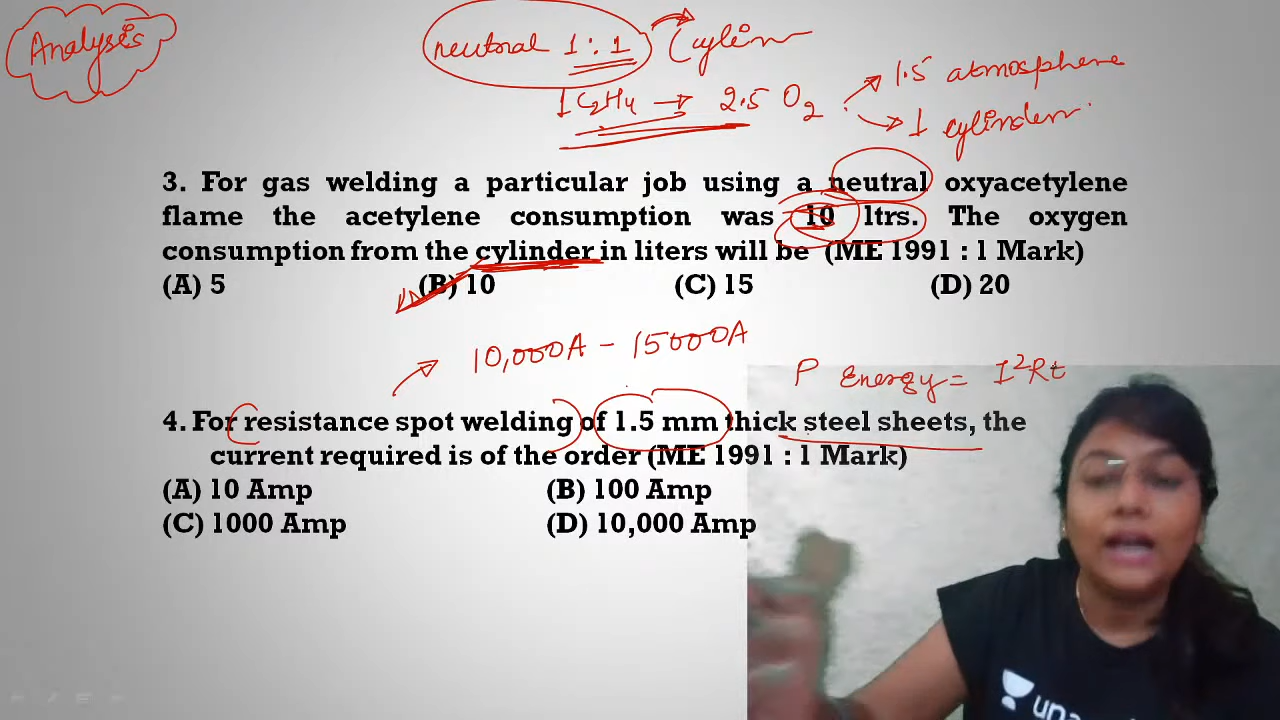 Analysis
neutral 1:1 Cylin
1 C2H4 → 2.5 O2 → 1.5 atmosphere
→ 1 cylinder
3. For gas welding a particular job using a neutral oxyacetylene
flame the acetylene consumption was 10 ltrs. The oxygen
consumption from the cylinder in liters will be (ME 1991 : 1 Mark)
(A) 5 (B) 10 (C) 15 (D) 20
10,000A - 15000A
P Energy = I²Rt
4. For resistance spot welding of 1.5 mm thick steel sheets, the
current required is of the order (ME 1991 : 1 Mark)
(A) 10 Amp (B) 100 Amp
(C) 1000 Amp (D) 10,000 Amp